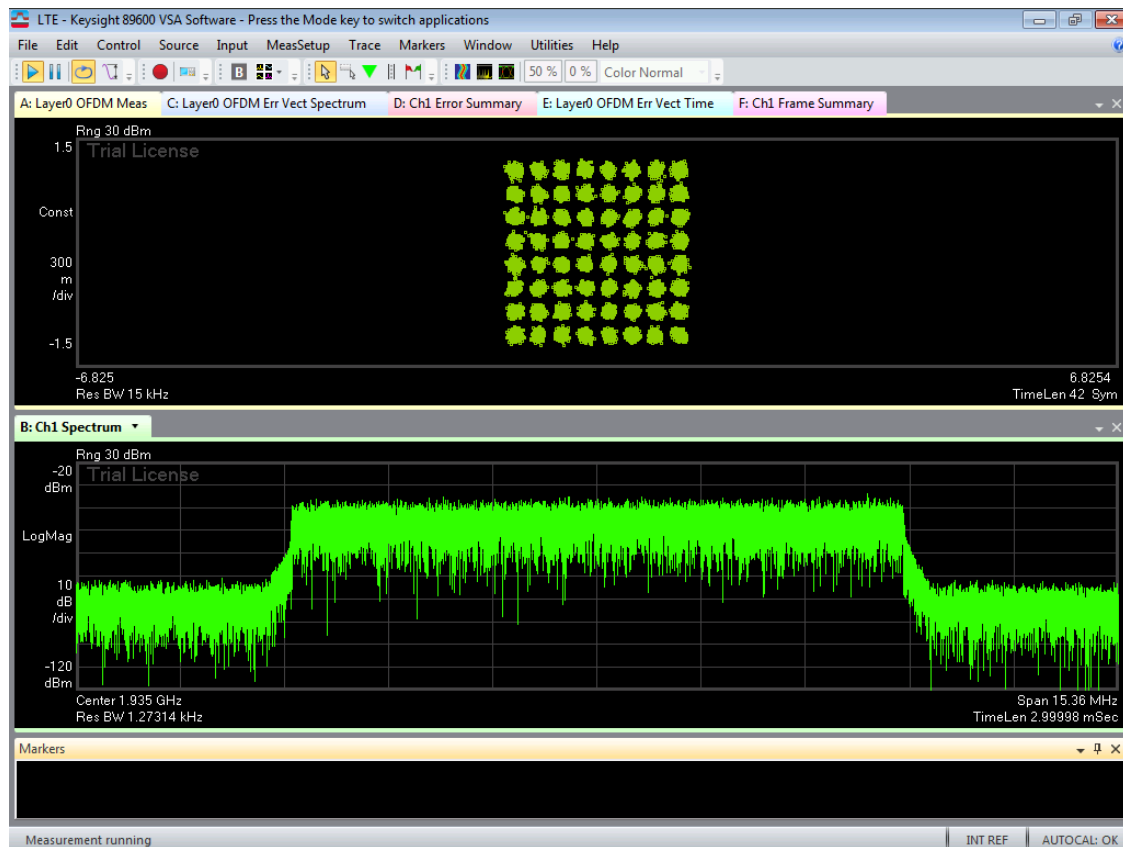 LTE - Keysight 89600 VSA Software - Press the Mode key to switch applications
File Edit Control Source Input MeasSetup Trace Markers Window Utilities Help
B 50 % 0 % Color Normal
A: Layer0 OFDM Meas C: Layer0 OFDM Err Vect Spectrum D: Ch1 Error Summary E: Layer0 OFDM Err Vect Time F: Ch1 Frame Summary
Rng 30 dBm
1.5 Trial License
Const
300
m
/div
-1.5
-6.825 6.8254
Res BW 15 kHz TimeLen 42 Sym
B: Ch1 Spectrum
Rng 30 dBm
-20 Trial License
dBm
LogMag
10
dB
/div
-120
dBm
Center 1.935 GHz Span 15.36 MHz
Res BW 1.27314 kHz TimeLen 2.99998 mSec
Markers
Measurement running INT REF AUTOCAL: OK